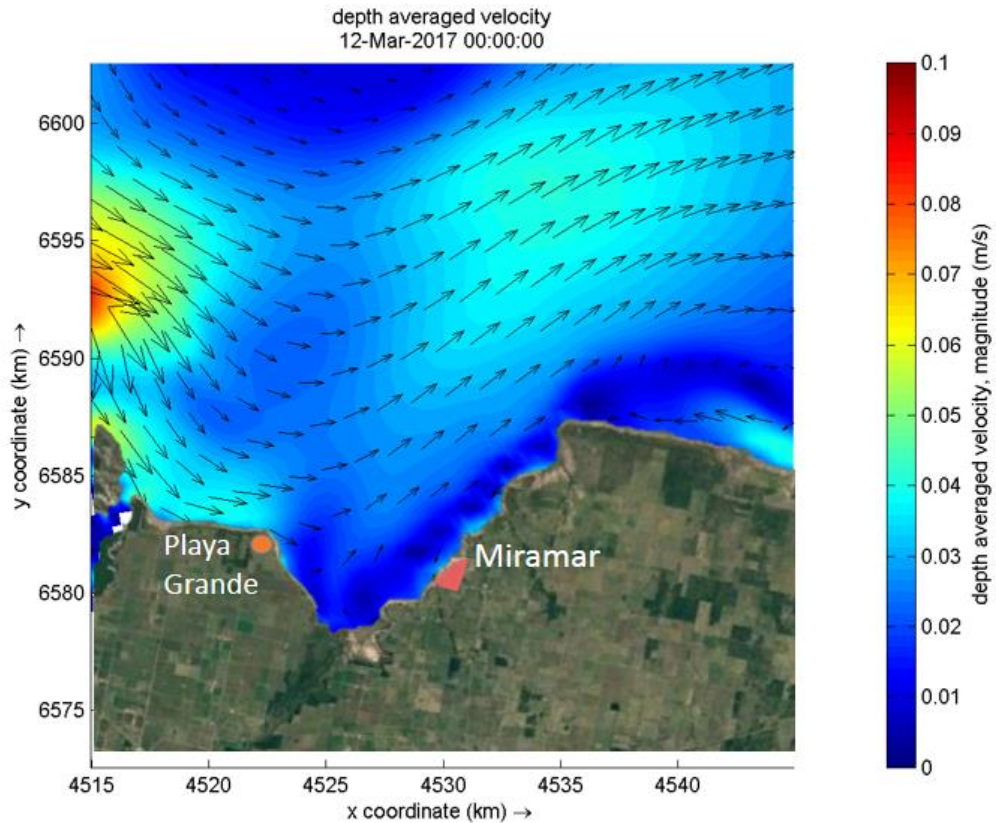 depth averaged velocity
12-Mar-2017 00:00:00
6600
6595
6590
6585
6580
6575
y coordinate (km) →
4515
4520
4525
4530
4535
4540
x coordinate (km) →
Playa
Grande
Miramar
0.1
0.09
0.08
0.07
0.06
0.05
0.04
0.03
0.02
0.01
0
depth averaged velocity, magnitude (m/s)